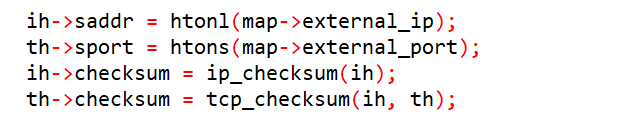 ih->saddr = htonl(map->external_ip);
th->sport = htons(map->external_port);
ih->checksum = ip_checksum(ih);
th->checksum = tcp_checksum(ih, th);